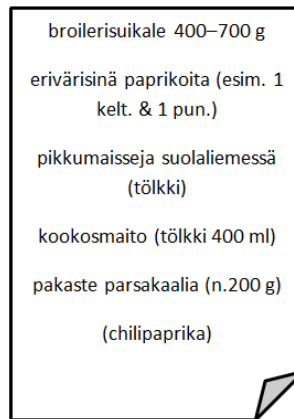 broilerisuikale 400–700 g
erivärisinä paprikoita (esim. 1
kelt. & 1 pun.)
pikkumaisseja suolaliemessä
(tölkki)
kookosmaito (tölkki 400 ml)
pakaste parsakaalia (n.200 g)
(chilipaprika)